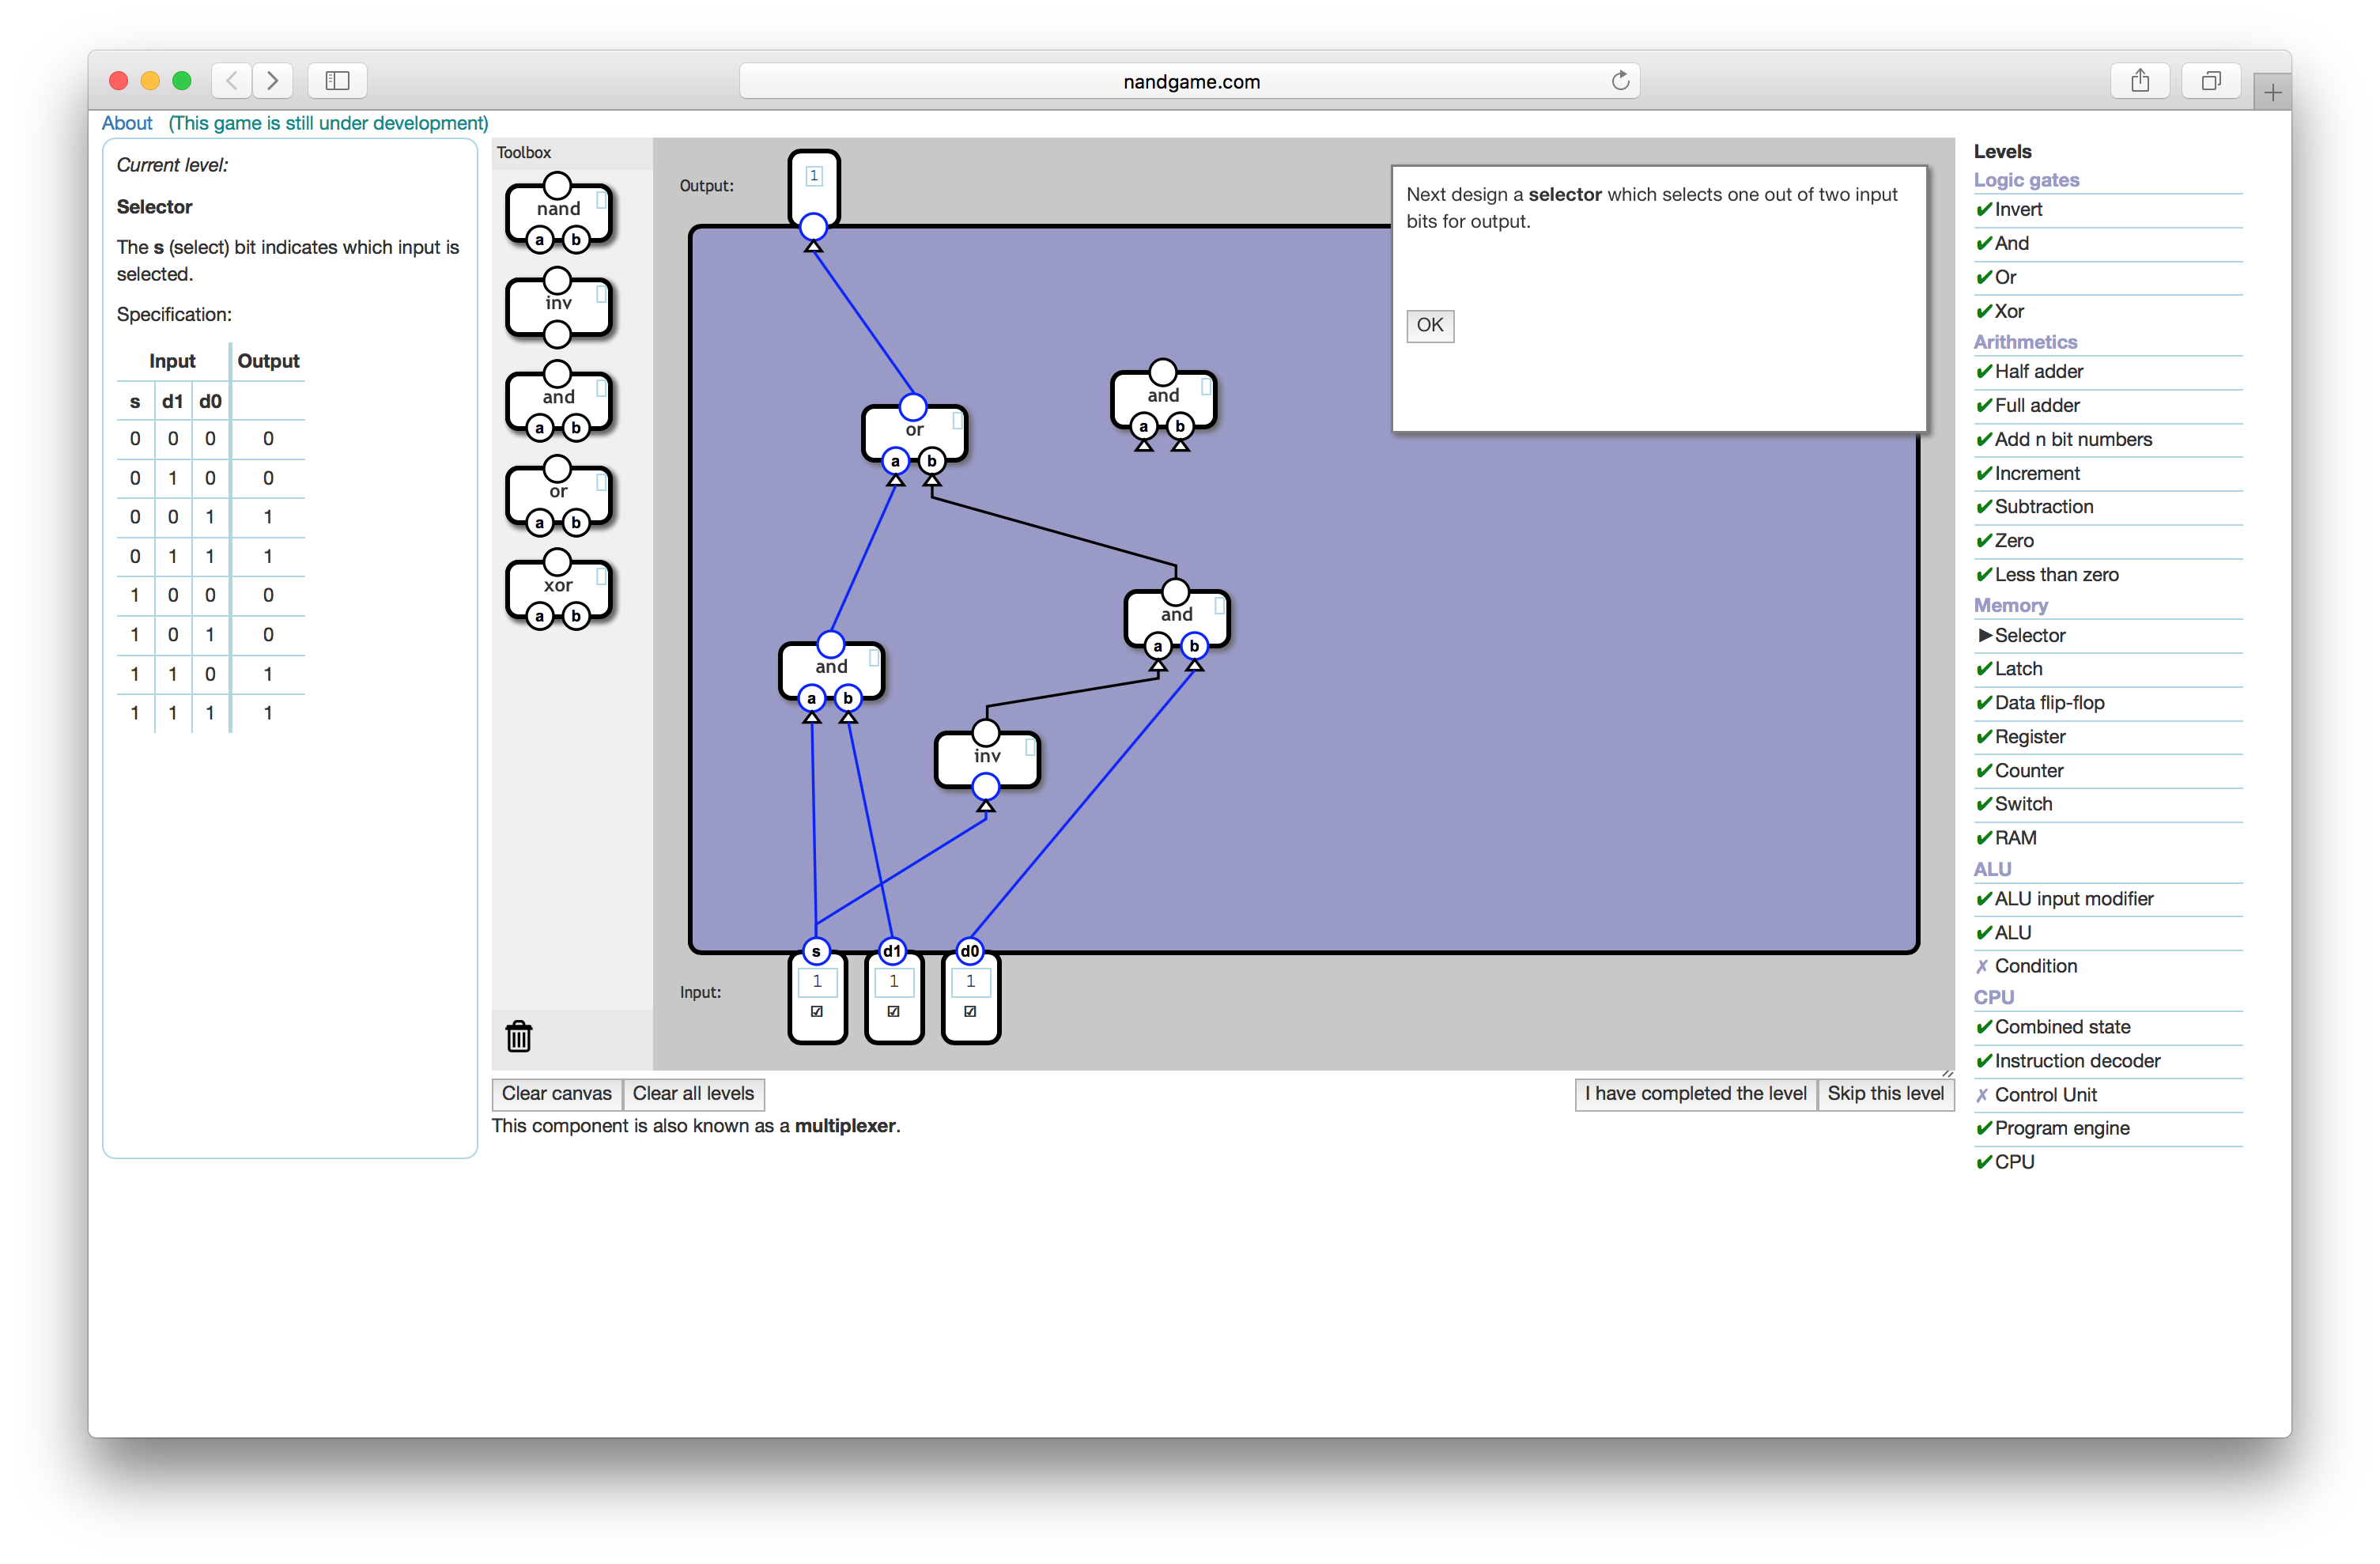 nandgame.com
About (This game is still under development)
Current level:
Selector
The s (select) bit indicates which input is
selected.
Specification:
Input Output
s d1 d0
0 0 0 0
0 1 0 0
0 0 1 1
0 1 1 1
1 0 0 0
1 0 1 0
1 1 0 1
1 1 1 1
Toolbox
nand
a b
inv
and
a b
or
a b
xor
a b
Output:
1
Next design a selector which selects one out of two input
bits for output.
OK
and
a b
or
a b
and
a b
and
a b
inv
s d1 d0
Input:
1 1 1
Clear canvas Clear all levels
I have completed the level Skip this level
This component is also known as a multiplexer.
Levels
Logic gates
✔Invert
✔And
✔Or
✔Xor
Arithmetics
✔Half adder
✔Full adder
✔Add n bit numbers
✔Increment
✔Subtraction
✔Zero
✔Less than zero
Memory
▶Selector
✔Latch
✔Data flip-flop
✔Register
✔Counter
✔Switch
✔RAM
ALU
✔ALU input modifier
✔ALU
✗ Condition
CPU
✔Combined state
✔Instruction decoder
✗ Control Unit
✔Program engine
✔CPU